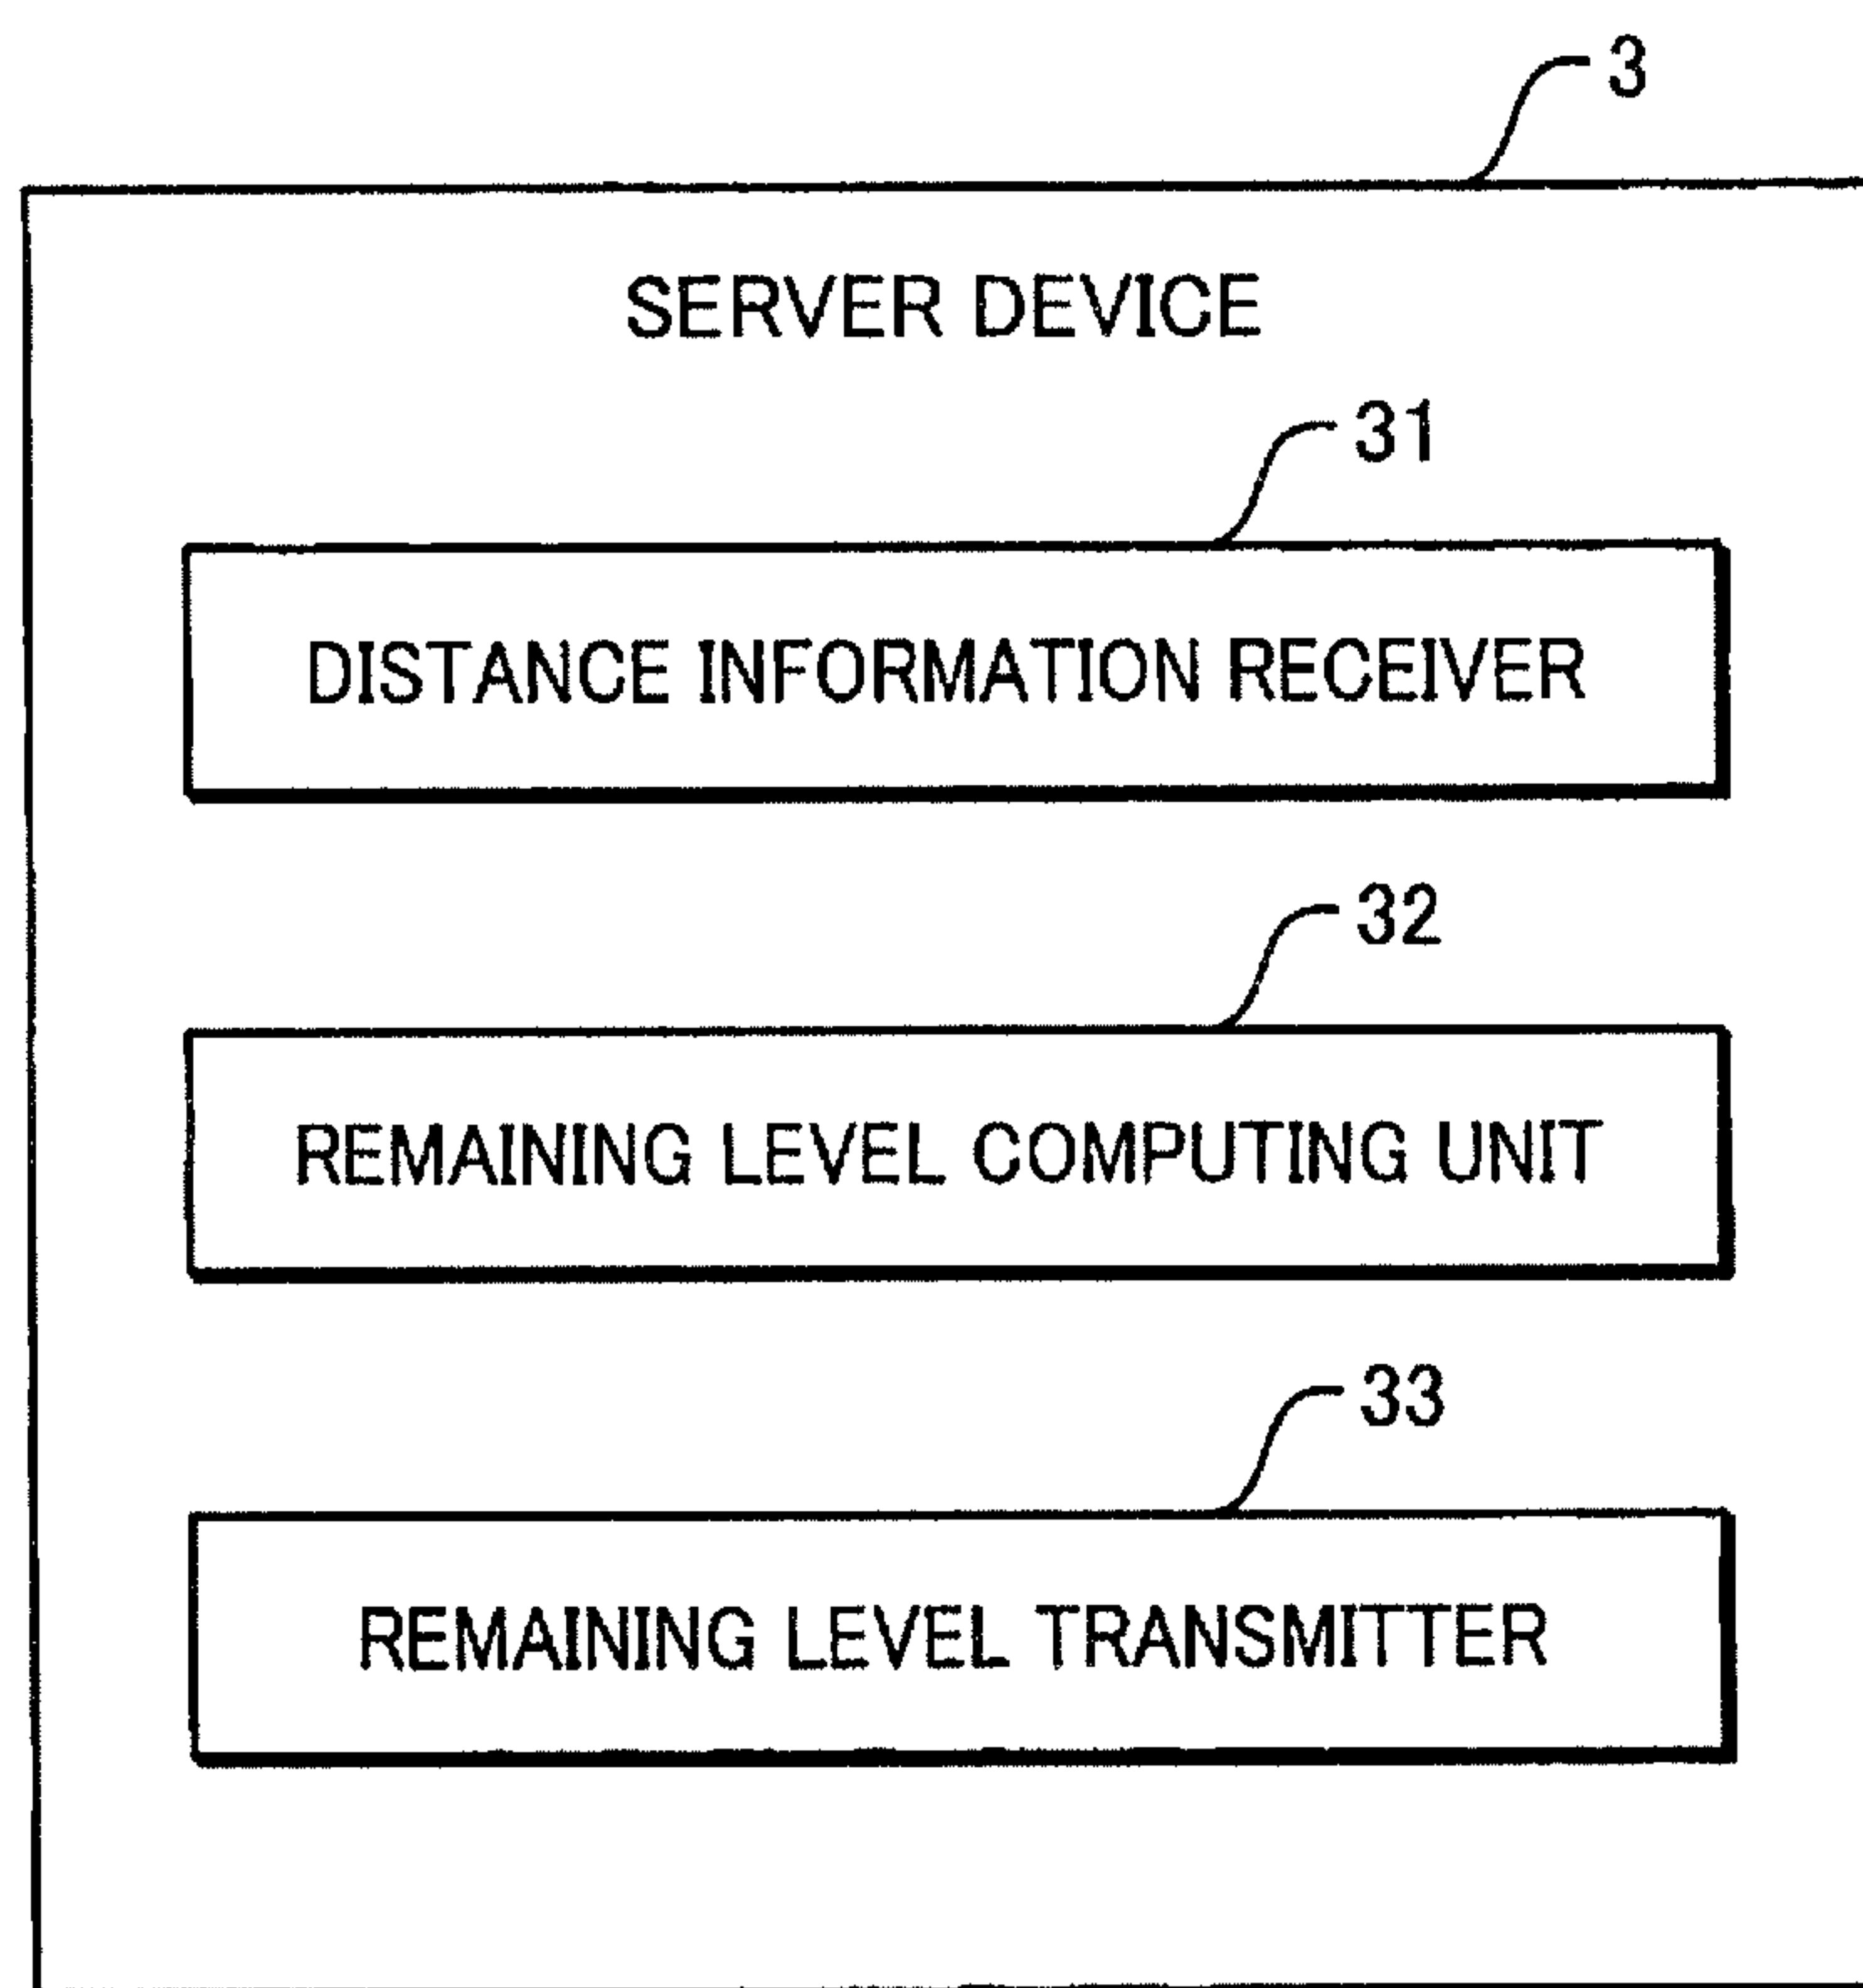 3
SERVER DEVICE
31
DISTANCE INFORMATION RECEIVER
32
REMAINING LEVEL COMPUTING UNIT
33
REMAINING LEVEL TRANSMITTER